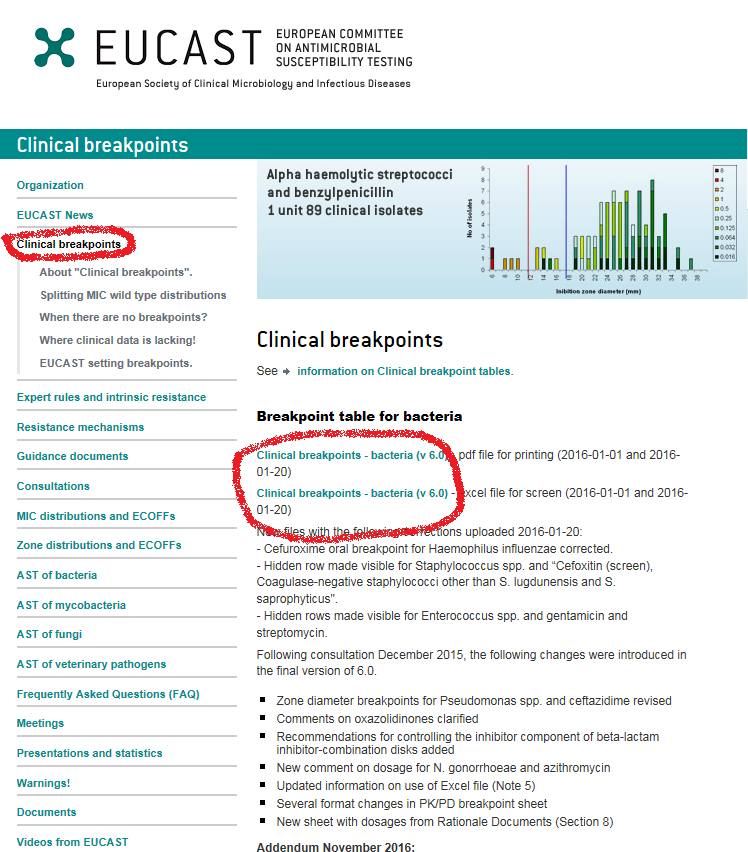 EUCAST
EUROPEAN COMMITTEE
ON ANTIMICROBIAL
SUSCEPTIBILITY TESTING
European Society of Clinical Microbiology and Infectious Diseases
Clinical breakpoints
Organization
EUCAST News
Clinical breakpoints
About "Clinical breakpoints".
Splitting MIC wild type distributions
When there are no breakpoints?
Where clinical data is lacking!
EUCAST setting breakpoints.
Expert rules and intrinsic resistance
Resistance mechanisms
Guidance documents
Consultations
MIC distributions and ECOFFs
Zone distributions and ECOFFs
AST of bacteria
AST of mycobacteria
AST of fungi
AST of veterinary pathogens
Frequently Asked Questions (FAQ)
Meetings
Presentations and statistics
Warnings!
Documents
Videos from EUCAST
Alpha haemolytic streptococci
and benzylpenicillin
1 unit 89 clinical isolates
No of isolates
9
8
7
6
5
4
3
2
1
0
6 8 10 12 14 16 18 20 22 24 26 28 30 32 34 36 38
Inibition zone diameter (mm)
8
4
2
1
0.5
0.25
0.125
0.064
0.032
0.016
Clinical breakpoints
See information on Clinical breakpoint tables.
Breakpoint table for bacteria
Clinical breakpoints - bacteria (v 6.0) - pdf file for printing (2016-01-01 and 2016-
01-20)
Clinical breakpoints - bacteria (v 6.0) - excel file for screen (2016-01-01 and 2016-
01-20)
New files with the following corrections uploaded 2016-01-20:
- Cefuroxime oral breakpoint for Haemophilus influenzae corrected.
- Hidden row made visible for Staphylococcus spp. and “Cefoxitin (screen),
Coagulase-negative staphylococci other than S. lugdunensis and S.
saprophyticus".
- Hidden rows made visible for Enterococcus spp. and gentamicin and
streptomycin.
Following consultation December 2015, the following changes were introduced in
the final version of 6.0.
Zone diameter breakpoints for Pseudomonas spp. and ceftazidime revised
Comments on oxazolidinones clarified
Recommendations for controlling the inhibitor component of beta-lactam
inhibitor-combination disks added
New comment on dosage for N. gonorrhoeae and azithromycin
Updated information on use of Excel file (Note 5)
Several format changes in PK/PD breakpoint sheet
New sheet with dosages from Rationale Documents (Section 8)
Addendum November 2016: